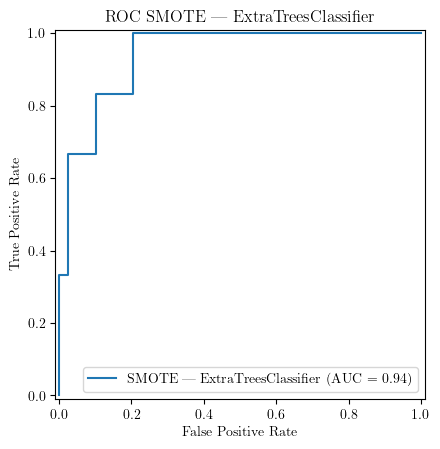 ROC SMOTE — ExtraTreesClassifier
1.0
0.8
0.6
0.4
0.2
0.0
True Positive Rate
SMOTE — ExtraTreesClassifier (AUC = 0.94)
0.0 0.2 0.4 0.6 0.8 1.0
False Positive Rate